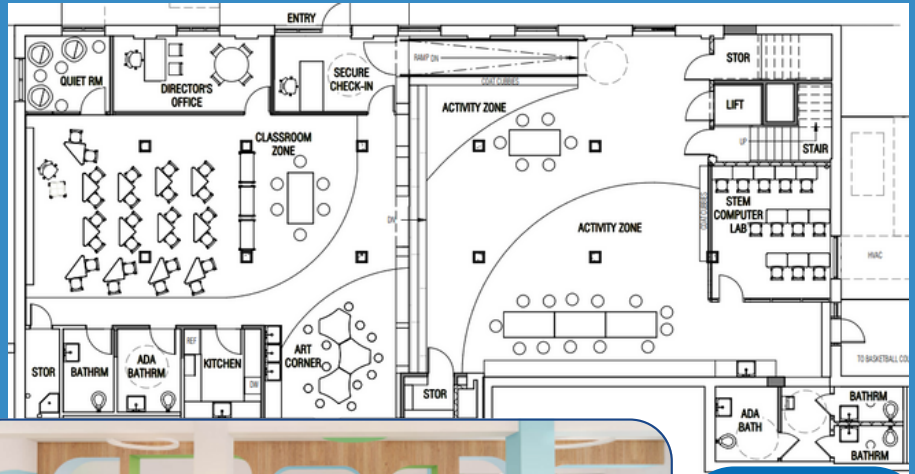 ENTRY
QUIET RM
DIRECTOR'S
OFFICE
SECURE
CHECK-IN
RAMP DN
COAT CUBBIES
STOR
LIFT
UP
STAIR
ACTIVITY ZONE
CLASSROOM
ZONE
DN
ACTIVITY ZONE
COAT CUBBIES
STEM
COMPUTER
LAB
HVAC
STOR
BATHRM
ADA
BATHRM
REF
KITCHEN
DW
ART
CORNER
STOR
ADA
BATH
TO BASKETBALL COU
BATHRM
BATHRM